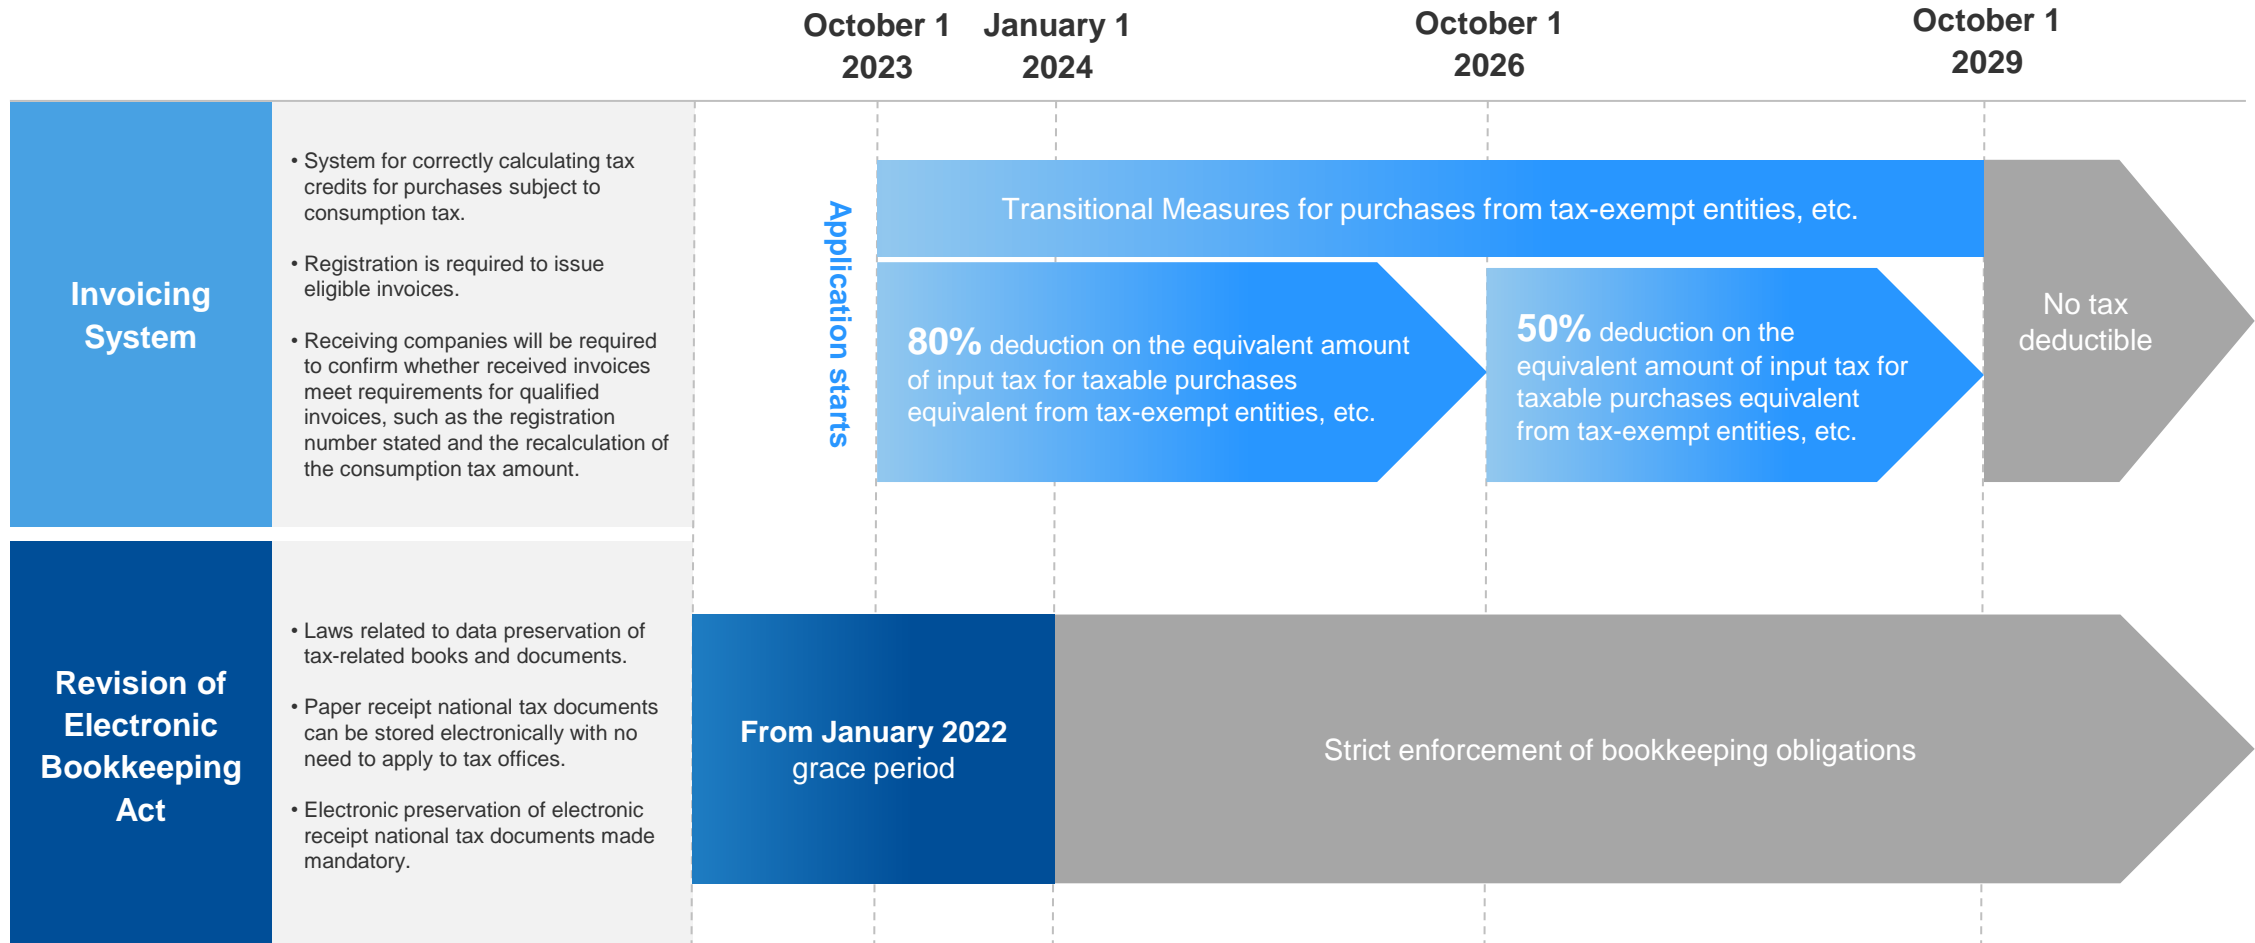 October 1
2023
January 1
2024
October 1
2026
October 1
2029
Invoicing
System
• System for correctly calculating tax
credits for purchases subject to
consumption tax.
• Registration is required to issue
eligible invoices.
• Receiving companies will be required
to confirm whether received invoices
meet requirements for qualified
invoices, such as the registration
number stated and the recalculation of
the consumption tax amount.
Application starts
Transitional Measures for purchases from tax-exempt entities, etc.
80% deduction on the equivalent amount
of input tax for taxable purchases
equivalent from tax-exempt entities, etc.
50% deduction on the
equivalent amount of input tax for
taxable purchases equivalent
from tax-exempt entities, etc.
No tax
deductible
Revision of
Electronic
Bookkeeping
Act
• Laws related to data preservation of
tax-related books and documents.
• Paper receipt national tax documents
can be stored electronically with no
need to apply to tax offices.
• Electronic preservation of electronic
receipt national tax documents made
mandatory.
From January 2022
grace period
Strict enforcement of bookkeeping obligations